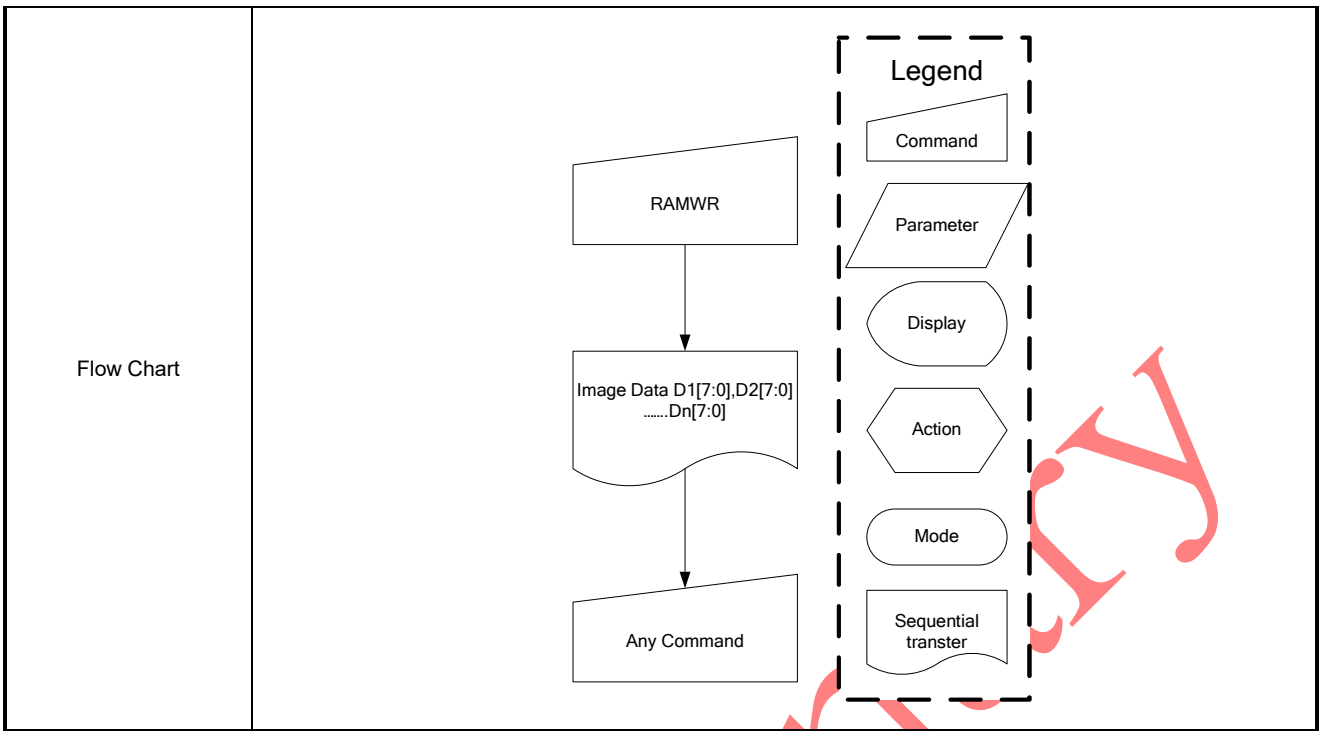 Flow Chart
RAMWR
Image Data D1[7:0],D2[7:0]
.......Dn[7:0]
Any Command
Legend
Command
Parameter
Display
Action
Mode
Sequential
transter